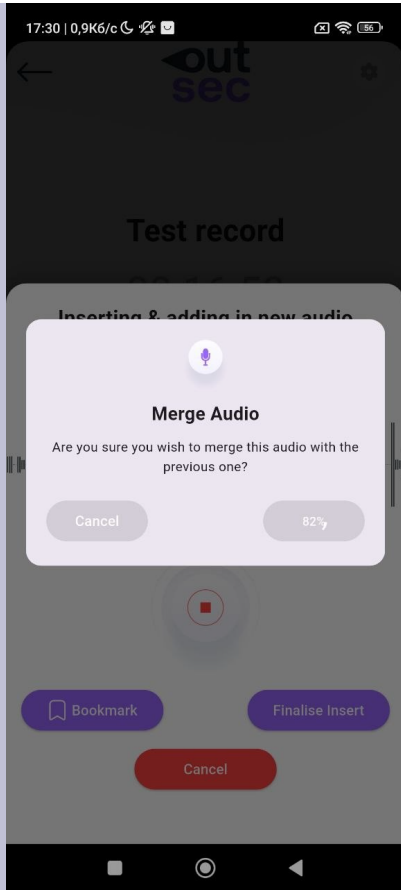 17:30 | 0,9Кб/с
56
out
sec
Test record
Inserting & adding in new audio
Merge Audio
Are you sure you wish to merge this audio with the
previous one?
Cancel
82%
Bookmark
Finalise Insert
Cancel